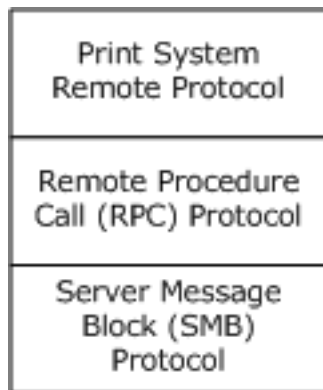 Print System
Remote Protocol
Remote Procedure
Call (RPC) Protocol
Server Message
Block (SMB)
Protocol